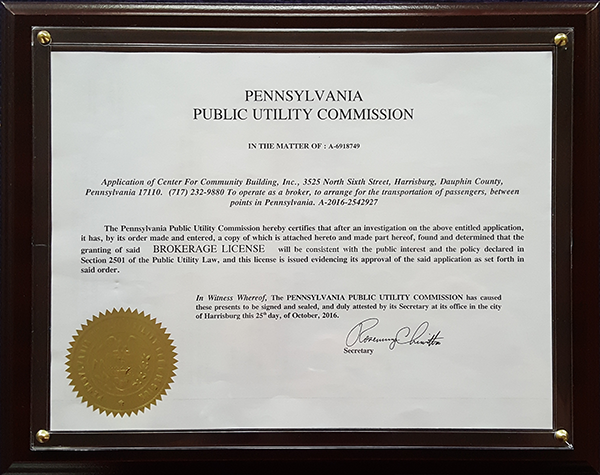 PENNSYLVANIA
PUBLIC UTILITY COMMISSION
IN THE MATTER OF : A-6918749
Application of Center For Community Building, Inc., 3525 North Sixth Street, Harrisburg, Dauphin County,
Pennsylvania 17110. (717) 232-9880 To operate as a broker, to arrange for the transportation of passengers, between
points in Pennsylvania. A-2016-2542927
The Pennsylvania Public Utility Commission hereby certifies that after an investigation on the above entitled application,
it has, by its order made and entered, a copy of which is attached hereto and made part hereof, found and determined that the
granting of said BROKERAGE LICENSE will be consistent with the public interest and the policy declared in
Section 2501 of the Public Utility Law, and this license is issued evidencing its approval of the said application as set forth in
said order.
In Witness Whereof, The PENNSYLVANIA PUBLIC UTILITY COMMISSION has caused
these presents to be signed and sealed, and duly attested by its Secretary at its office in the city
of Harrisburg this 25th day, of October, 2016.
Secretary